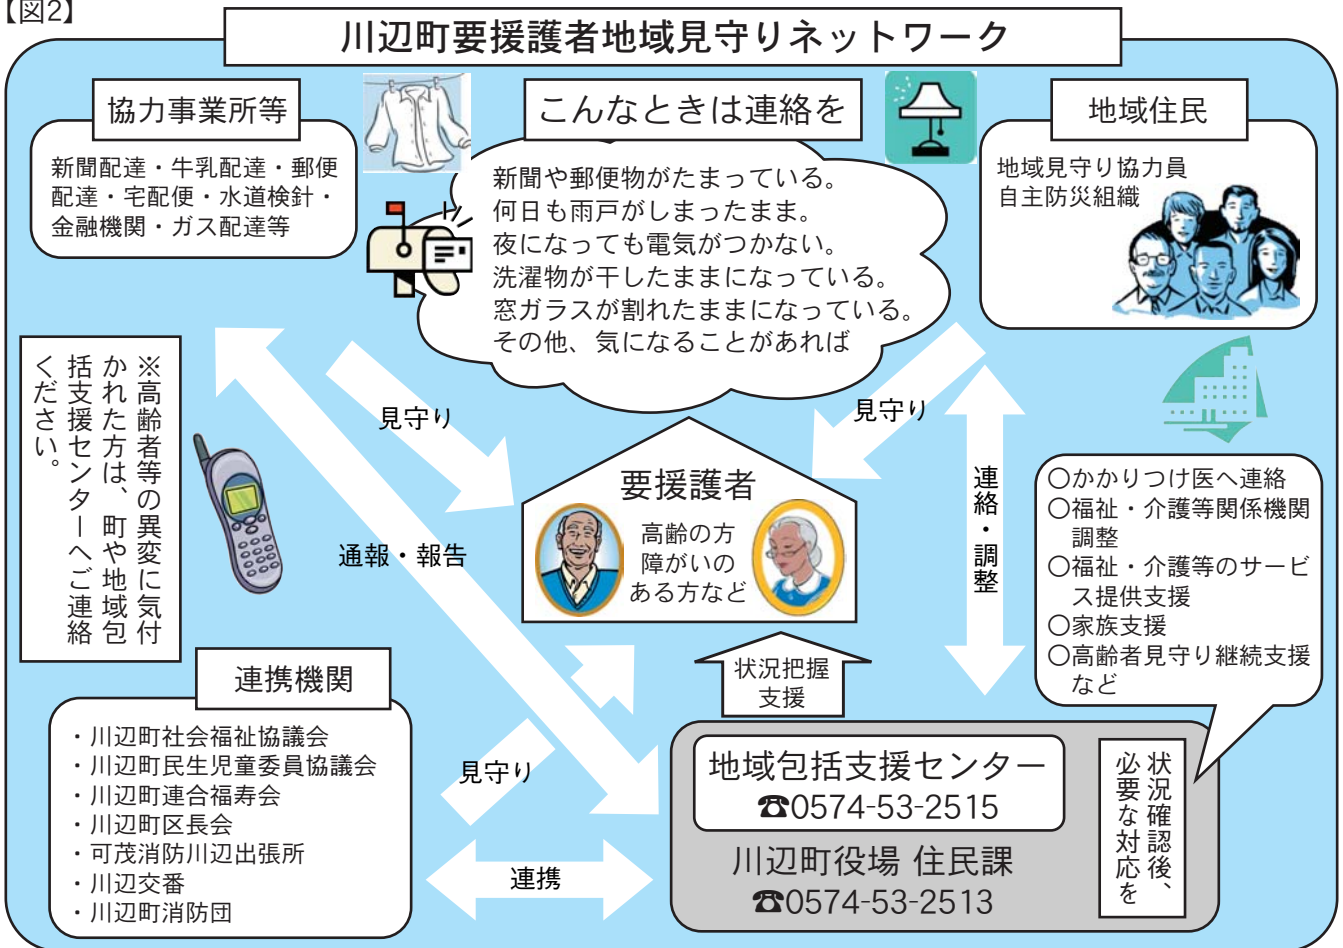 【図2】
川辺町要援護者地域見守りネットワーク
協力事業所等
新聞配達・牛乳配達・郵便
配達・宅配便・水道検針・
金融機関・ガス配達等
こんなときは連絡を
新聞や郵便物がたまっている。
何日も雨戸がしまったまま。
夜になっても電気がつかない。
洗濯物が干したままになっている。
窓ガラスが割れたままになっている。
その他、気になることがあれば
地域住民
地域見守り協力員
自主防災組織
※高齢者等の異変に気付
かれた方は、町や地域包
括支援センターへご連絡
ください。
見守り
見守り
通報・報告
要援護者
高齢の方
障がいの
ある方など
連絡・調整
○かかりつけ医へ連絡
○福祉・介護等関係機関
調整
○福祉・介護等のサービ
ス提供支援
○家族支援
○高齢者見守り継続支援
など
状況把握
支援
連携機関
・川辺町社会福祉協議会
・川辺町民生児童委員協議会
・川辺町連合福寿会
・川辺町区長会
・可茂消防川辺出張所
・川辺交番
・川辺町消防団
見守り
連携
地域包括支援センター
☎0574-53-2515
川辺町役場 住民課
☎0574-53-2513
状況確認後、
必要な対応を